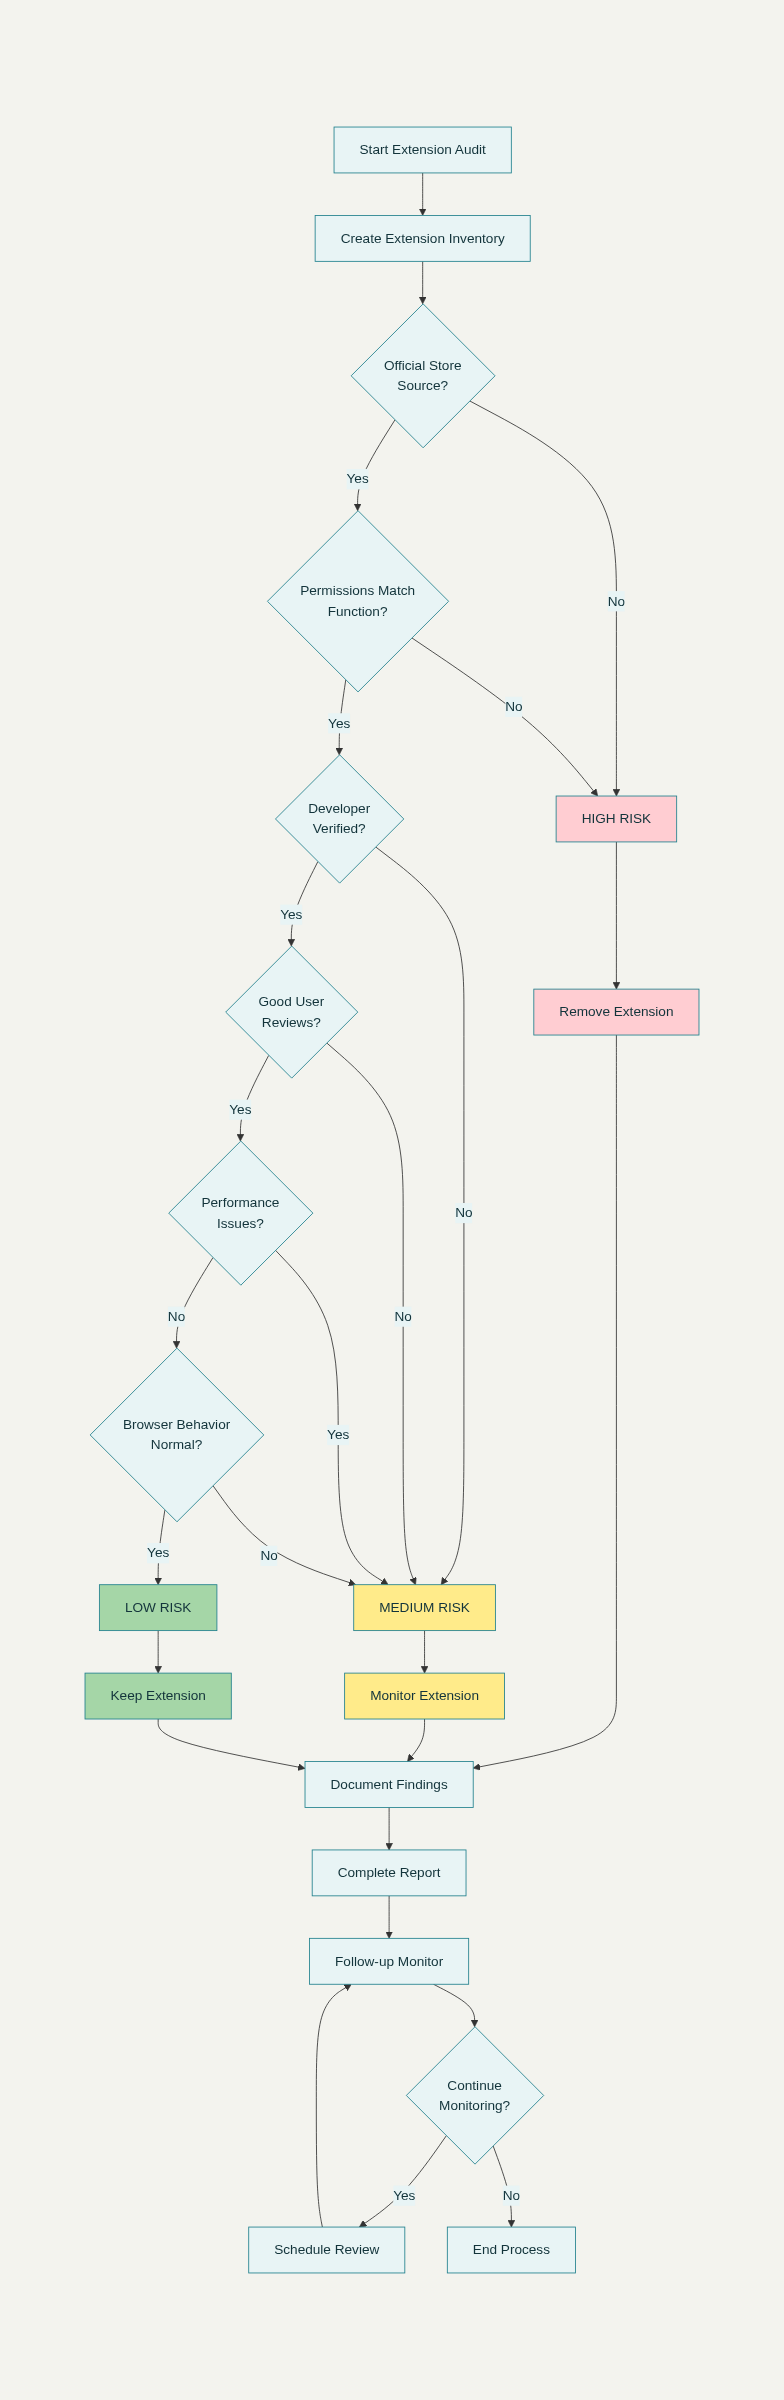 Start Extension Audit
Create Extension Inventory
Official Store
Source?
Yes
Permissions Match
Function?
No
No
Yes
Developer
Verified?
HIGH RISK
Yes
Good User
Reviews?
Remove Extension
Yes
Performance
Issues?
No
No
No
Browser Behavior
Normal?
Yes
Yes
No
LOW RISK
MEDIUM RISK
Keep Extension
Monitor Extension
Document Findings
Complete Report
Follow-up Monitor
Continue
Monitoring?
Yes
No
Schedule Review
End Process